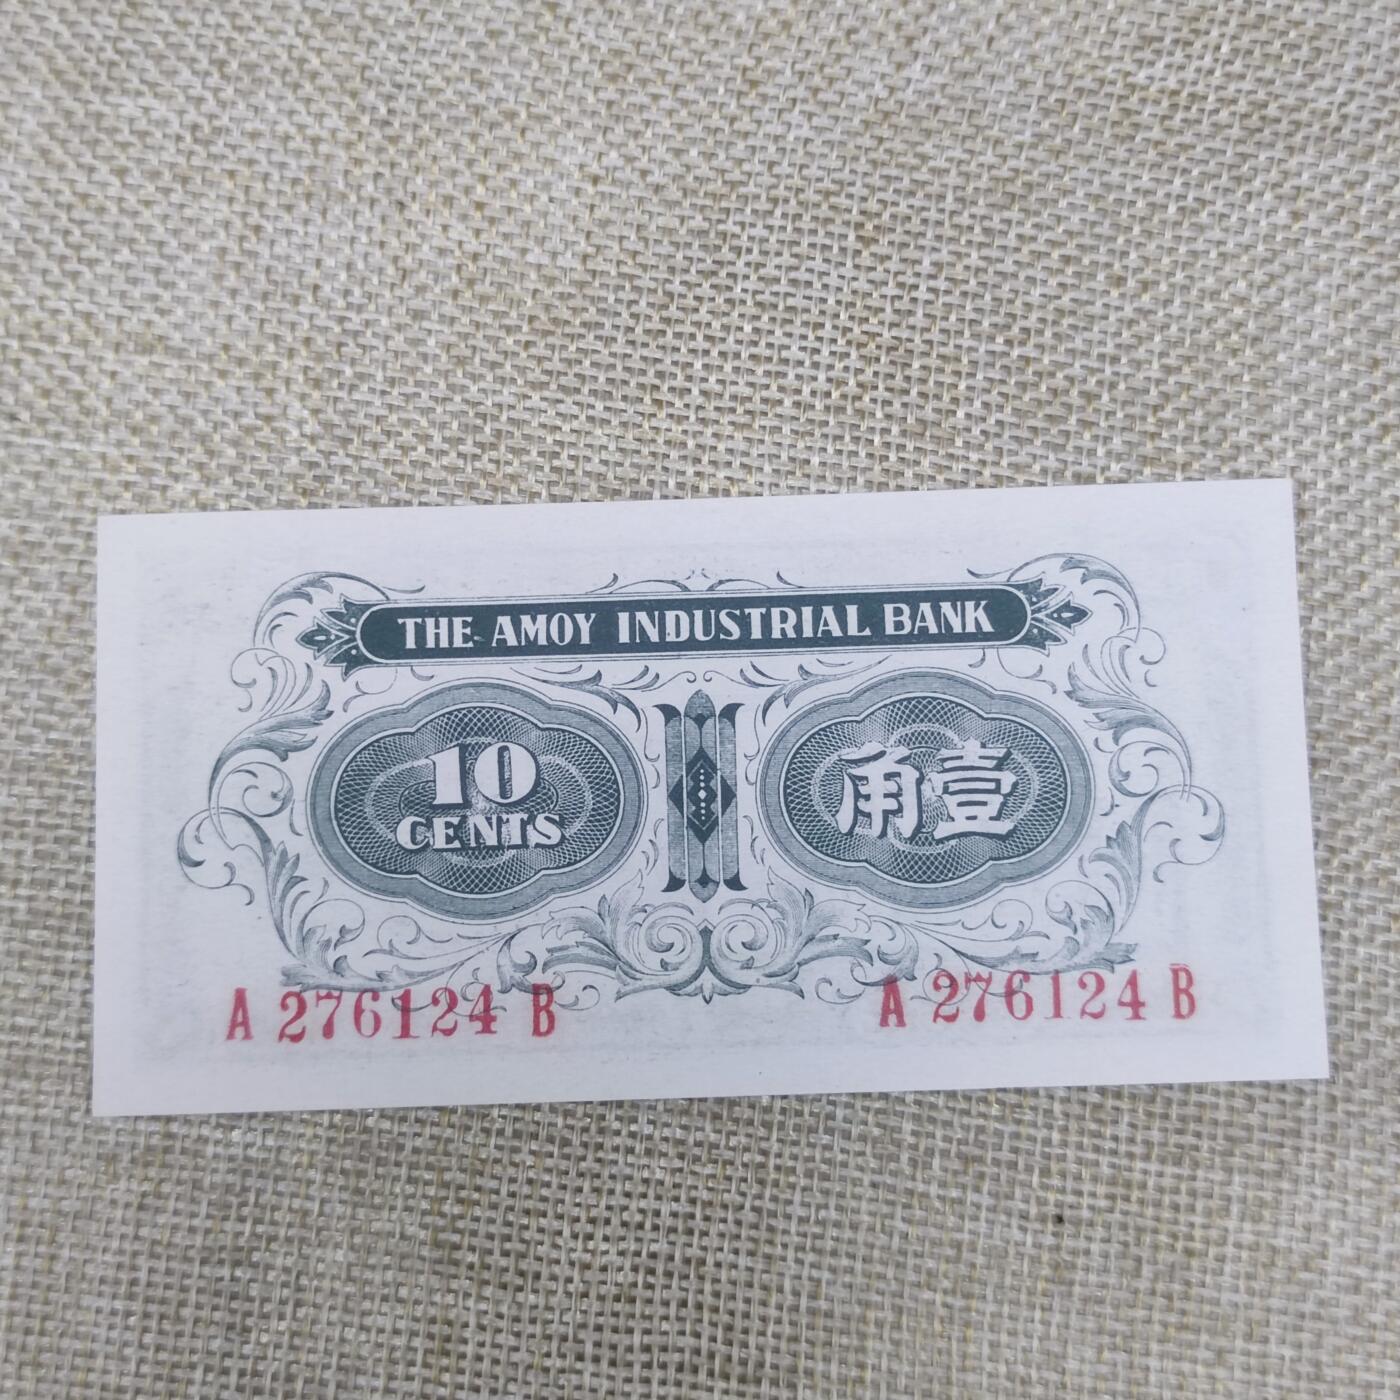 THE AMOY INDUSTRIAL BANK
10
CENTS
角壹
A 276124 B
A 276124 B